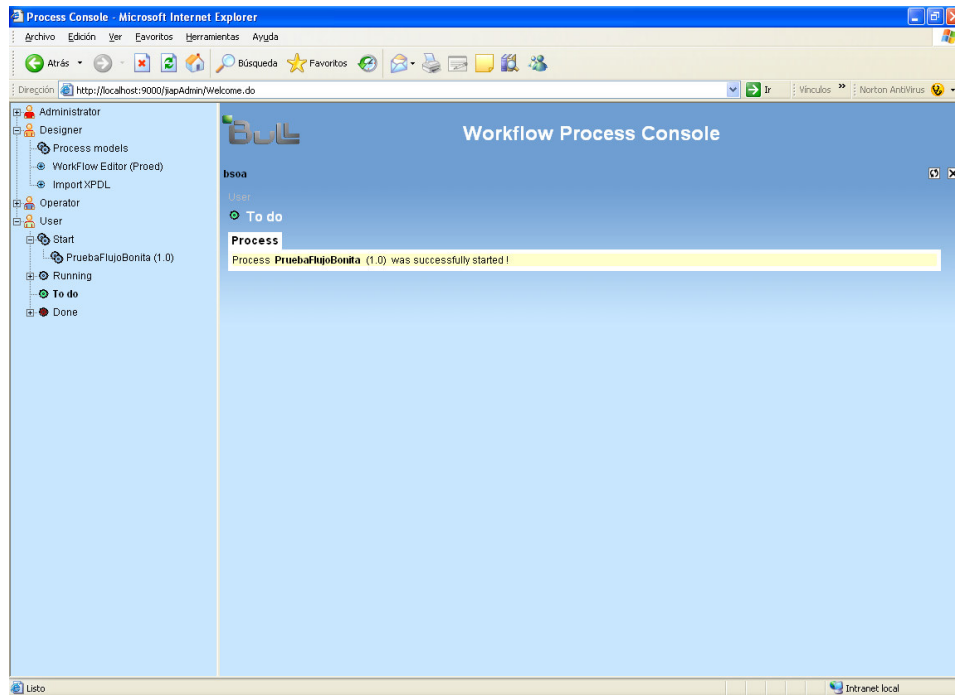 Process Console - Microsoft Internet Explorer
Archivo Edición Ver Favoritos Herramientas Ayuda
Atrás Búsqueda Favoritos
Dirección http://localhost:9000/jiapAdmin/Welcome.do Ir Vínculos » Norton AntiVirus
Administrator
Designer
Process models
WorkFlow Editor (Proed)
Import XPDL
Operator
User
Start
PruebaFlujoBonita (1.0)
Running
To do
Done
Bull
Workflow Process Console
bsoa
User
To do
Process
Process PruebaFlujoBonita (1.0) was successfully started !
Listo
Intranet local